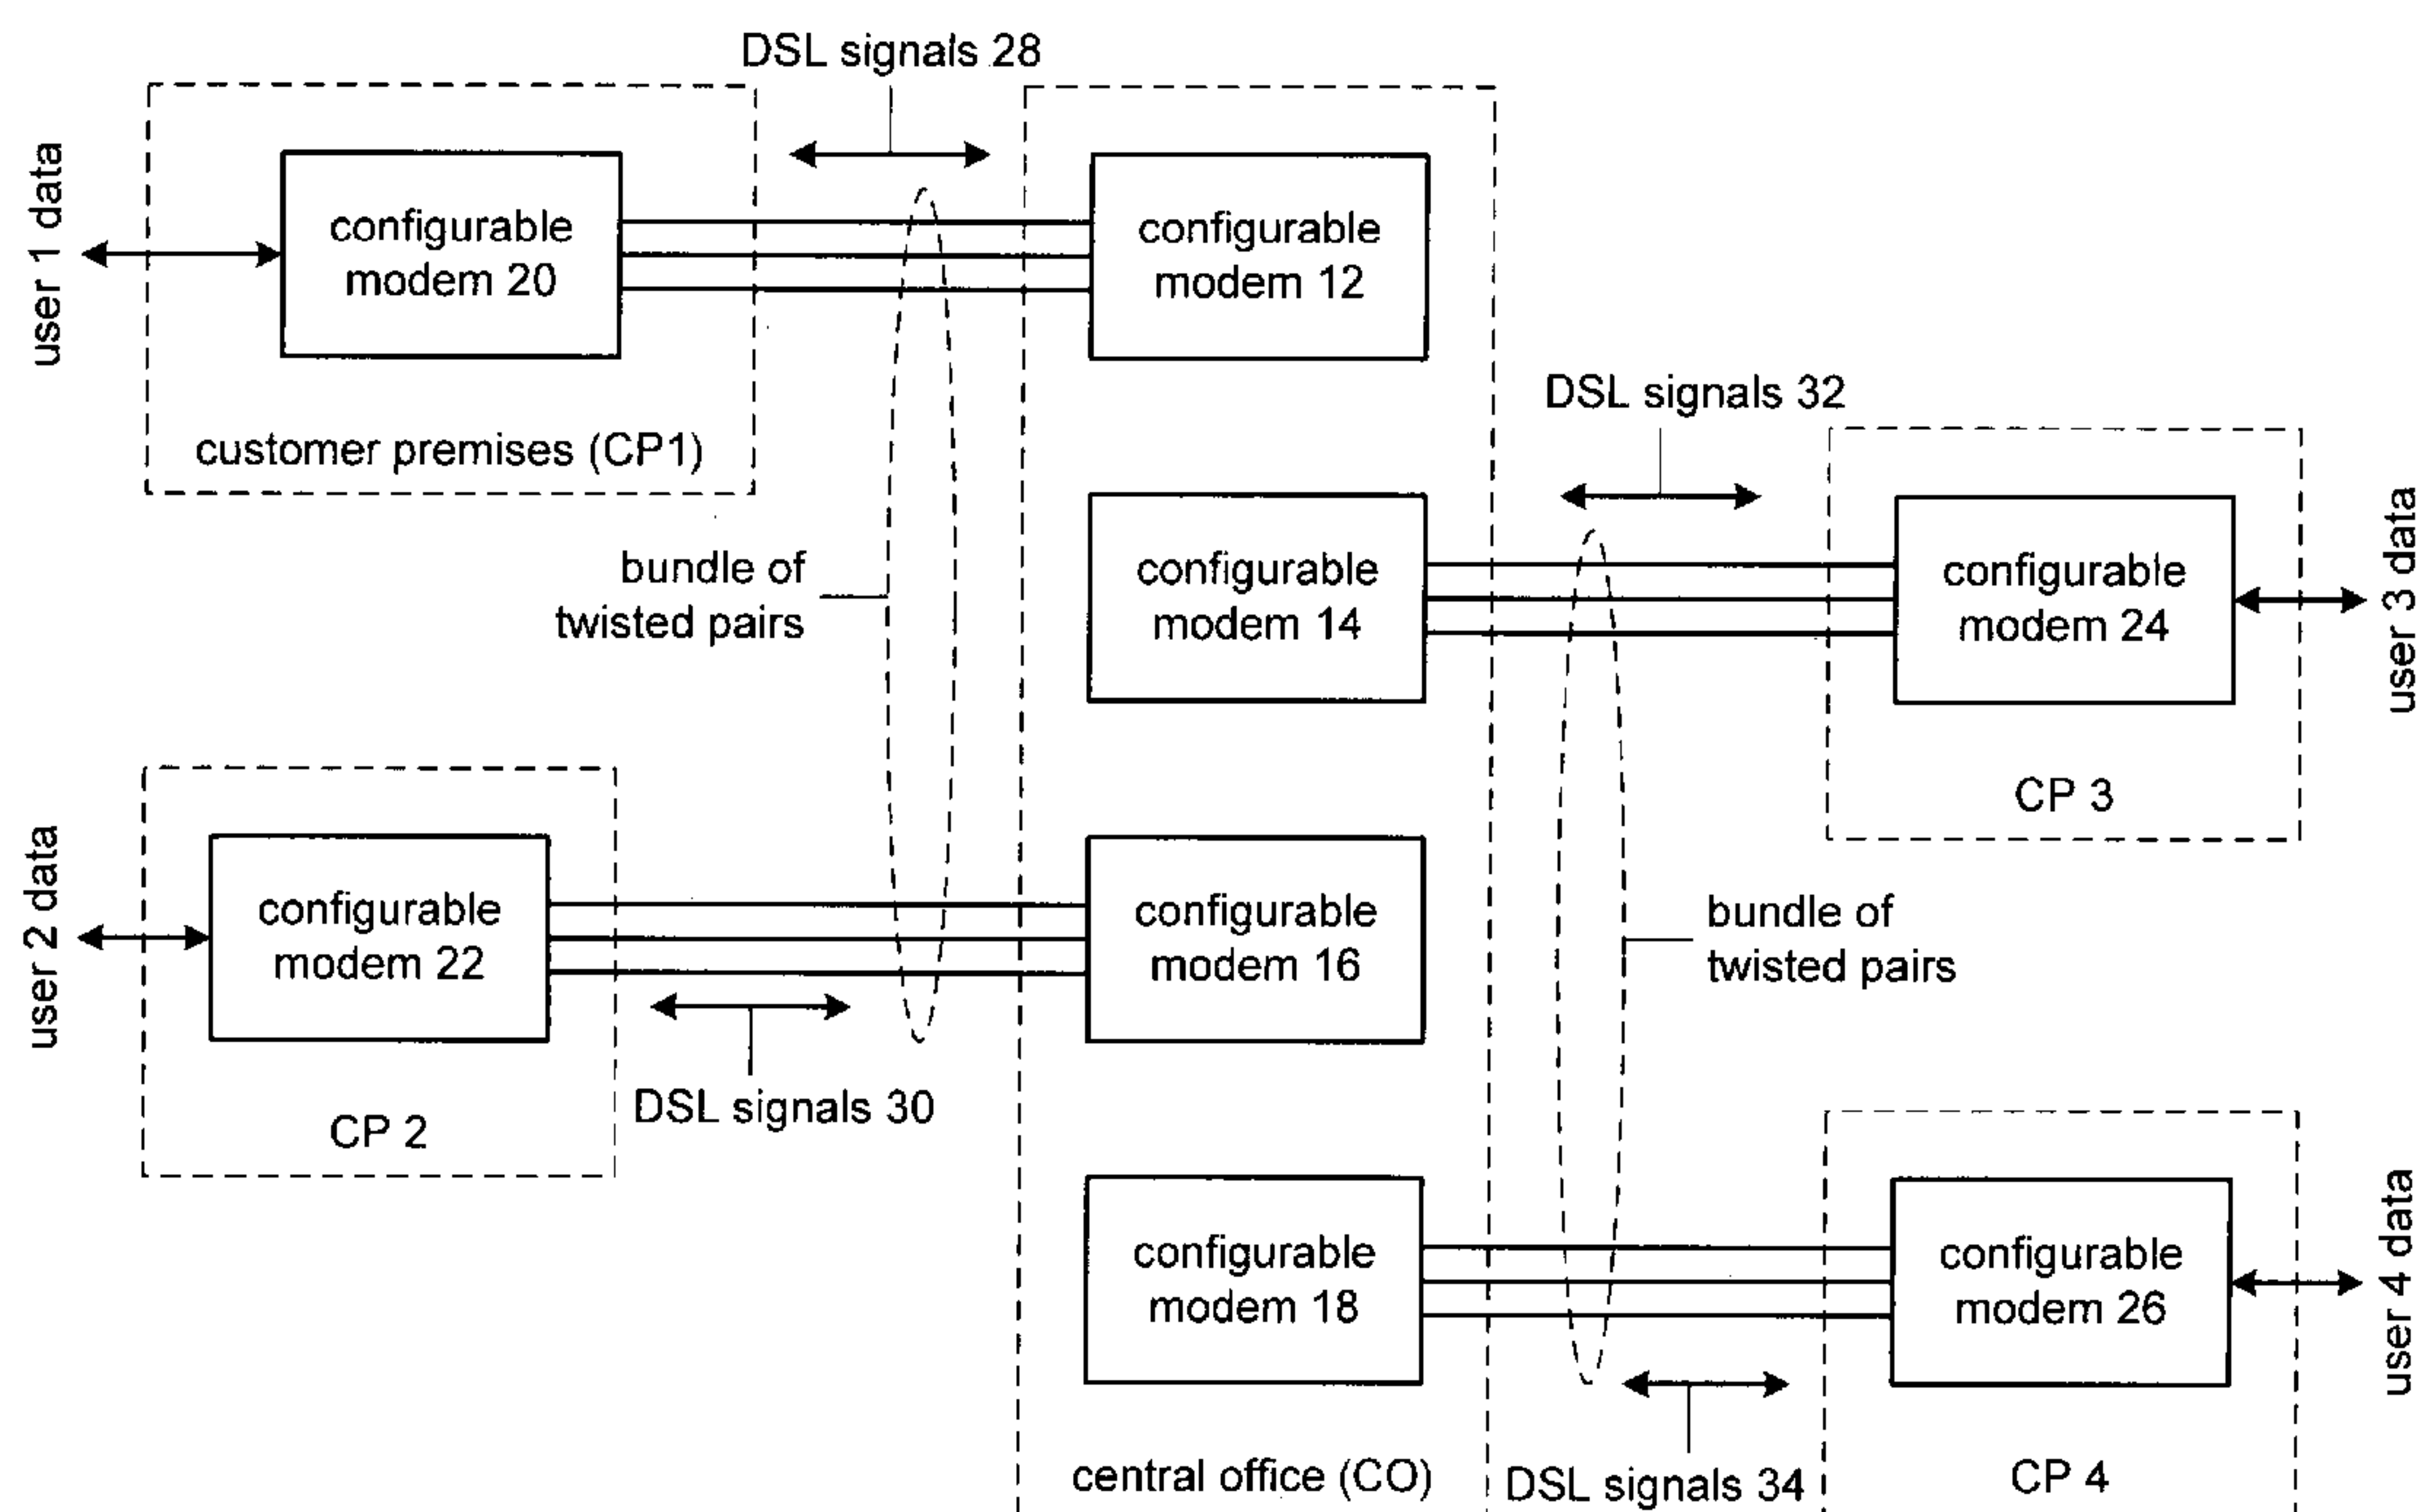 DSL signals 28
user 1 data
configurable
modem 20
configurable
modem 12
customer premises (CP1)
DSL signals 32
bundle of
twisted pairs
configurable
modem 14
configurable
modem 24
user 3 data
CP 3
user 2 data
configurable
modem 22
configurable
modem 16
bundle of
twisted pairs
DSL signals 30
CP 2
configurable
modem 18
configurable
modem 26
user 4 data
central office (CO)
DSL signals 34
CP 4